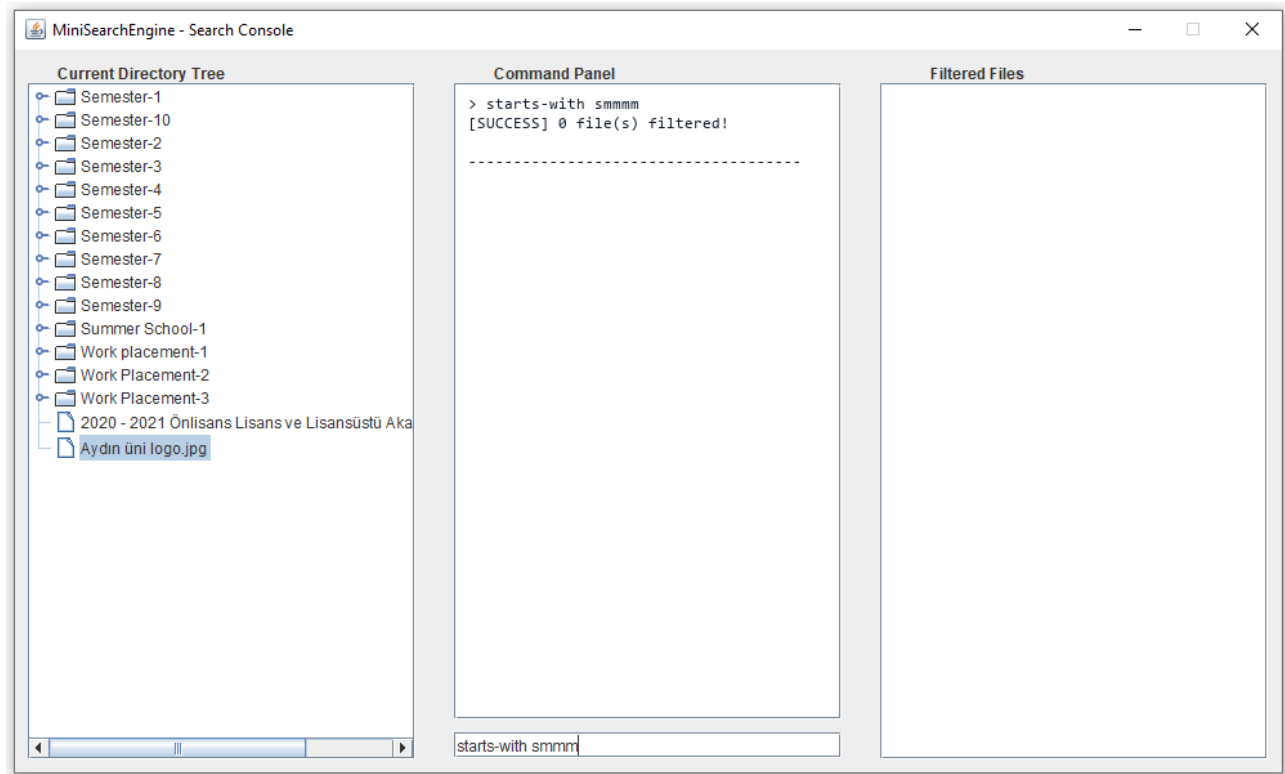 MiniSearchEngine - Search Console
Current Directory Tree
Semester-1
Semester-10
Semester-2
Semester-3
Semester-4
Semester-5
Semester-6
Semester-7
Semester-8
Semester-9
Summer School-1
Work placement-1
Work Placement-2
Work Placement-3
2020 - 2021 Önlisans Lisans ve Lisansüstü Aka
Aydın üni logo.jpg
Command Panel
> starts-with smmmm
[SUCCESS] 0 file(s) filtered!
-------------------------------------
starts-with smmm
Filtered Files